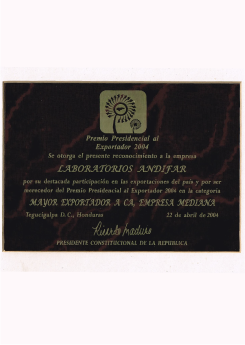 Premio Presidencial al
Exportador 2004
Se otorga el presente reconocimiento a la empresa
LABORATORIOS ANDIFAR
por su destacada participación en las exportaciones del país y por ser
merecedor del Premio Presidencial al Exportador 2004 en la categoría
MAYOR EXPORTADOR A CA, EMPRESA MEDIANA
Tegucigalpa D.C., Honduras 22 de abril de 2004
Ricardo Maduro
PRESIDENTE CONSTITUCIONAL DE LA REPUBLICA